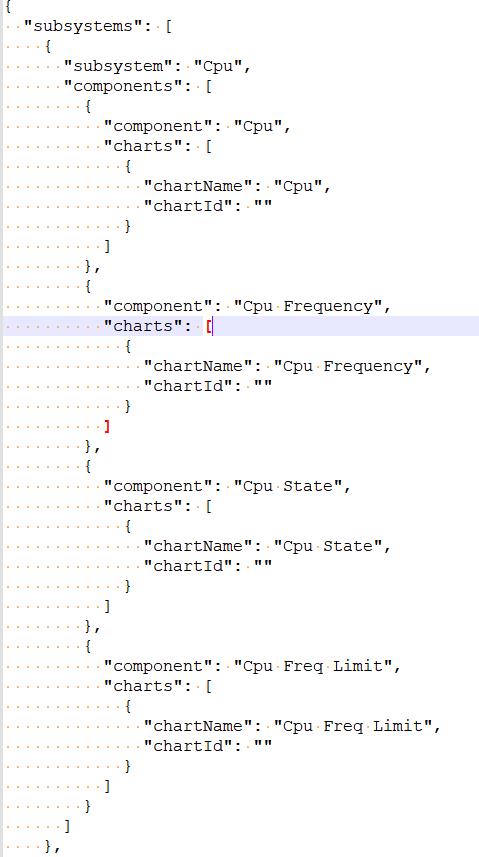 {
  "subsystems": [
    {
      "subsystem": "Cpu",
      "components": [
        {
          "component": "Cpu",
          "charts": [
            {
              "chartName": "Cpu",
              "chartId": ""
            }
          ]
        },
        {
          "component": "Cpu Frequency",
          "charts": [
            {
              "chartName": "Cpu Frequency",
              "chartId": ""
            }
          ]
        },
        {
          "component": "Cpu State",
          "charts": [
            {
              "chartName": "Cpu State",
              "chartId": ""
            }
          ]
        },
        {
          "component": "Cpu Freq Limit",
          "charts": [
            {
              "chartName": "Cpu Freq Limit",
              "chartId": ""
            }
          ]
        }
      ]
    },